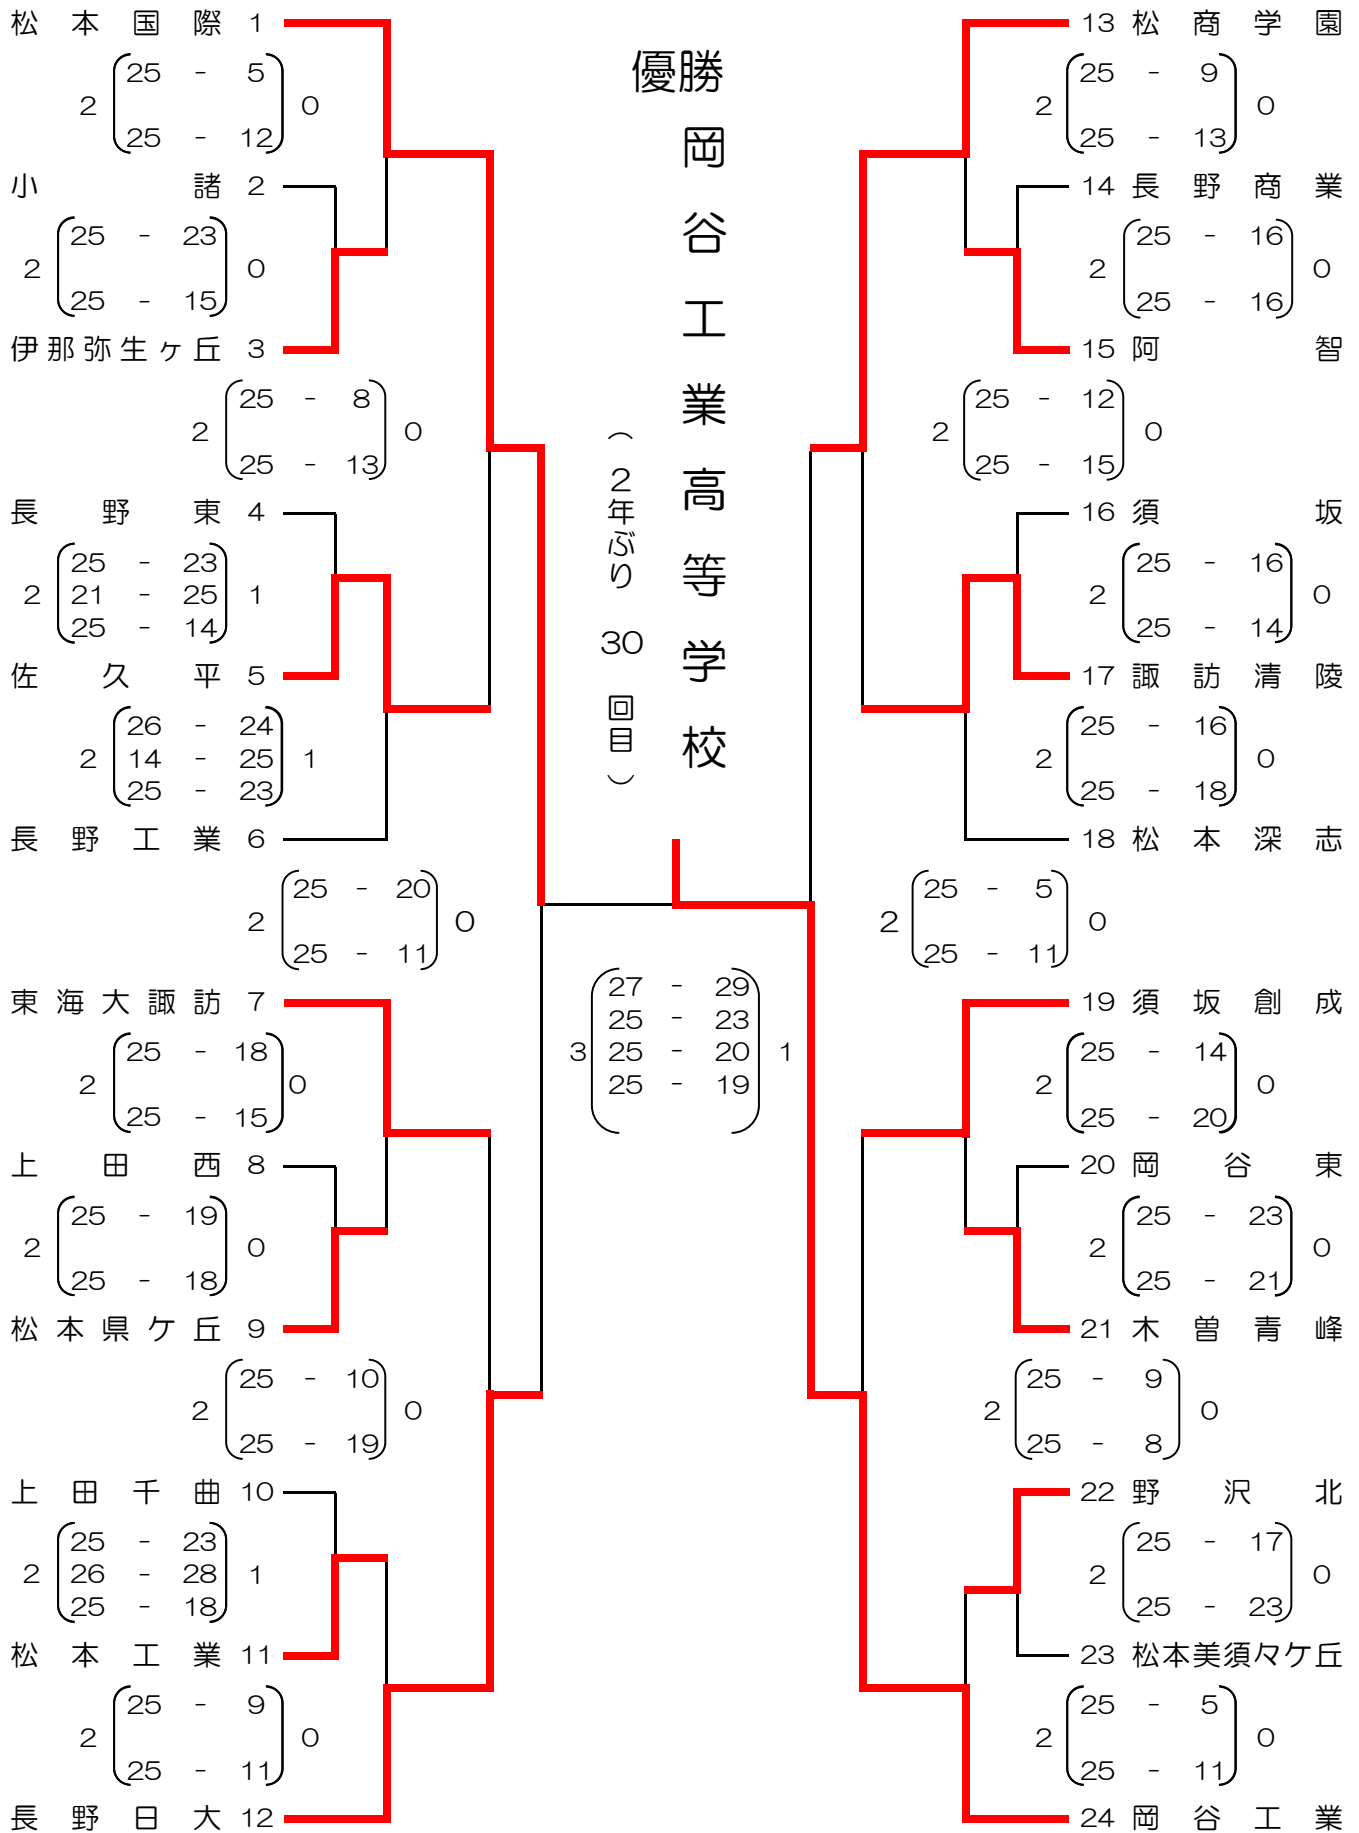 松本国際 1
2 25 - 5 0
25 - 12
小諸 2
2 25 - 23 0
25 - 15
伊那弥生ヶ丘 3
2 25 - 8 0
25 - 13
長野東 4
25 - 23
2 21 - 25 1
25 - 14
佐久平 5
26 - 24
2 14 - 25 1
25 - 23
長野工業 6
2 25 - 20 0
25 - 11
東海大諏訪 7
2 25 - 18 0
25 - 15
上田西 8
2 25 - 19 0
25 - 18
松本県ケ丘 9
2 25 - 10 0
25 - 19
上田千曲 10
25 - 23
2 26 - 28 1
25 - 18
松本工業 11
2 25 - 9 0
25 - 11
長野日大 12
優勝
岡谷工業高等学校
(2年ぶり 30 回目)
27 - 29
25 - 23
3 25 - 20 1
25 - 19
13 松商学園
2 25 - 9 0
25 - 13
14 長野商業
2 25 - 16 0
25 - 16
15 阿智
2 25 - 12 0
25 - 15
16 須坂
2 25 - 16 0
25 - 14
17 諏訪清陵
2 25 - 16 0
25 - 18
18 松本深志
2 25 - 5 0
25 - 11
19 須坂創成
2 25 - 14 0
25 - 20
20 岡谷東
2 25 - 23 0
25 - 21
21 木曽青峰
2 25 - 9 0
25 - 8
22 野沢北
2 25 - 17 0
25 - 23
23 松本美須々ケ丘
2 25 - 5 0
25 - 11
24 岡谷工業